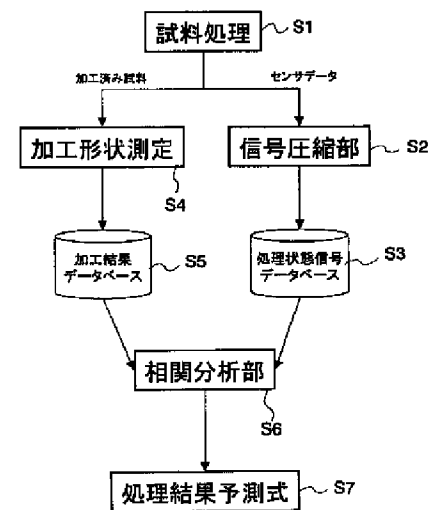 試料処理
S1
加工済み試料
センサデータ
加工形状測定
S4
信号圧縮部
S2
加工結果
データベース
S5
処理状態信号
データベース
S3
相関分析部
S6
処理結果予測式
S7